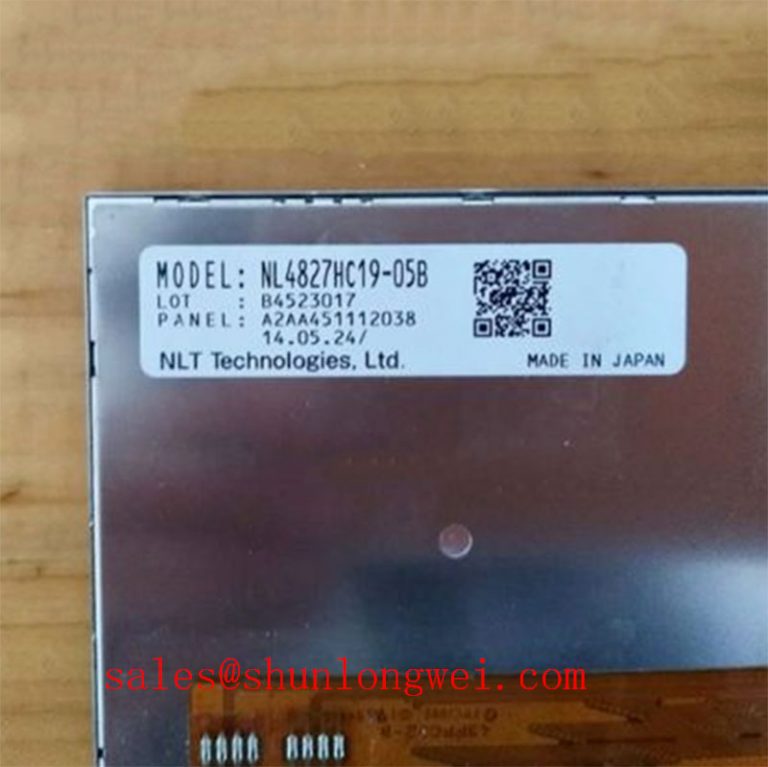 MODEL: NL4827HC19-05B
LOT : B4523017
PANEL: A2AA451112038
14.05.24/
NLT Technologies, Ltd.
MADE IN JAPAN
sales@shunlongwei.com